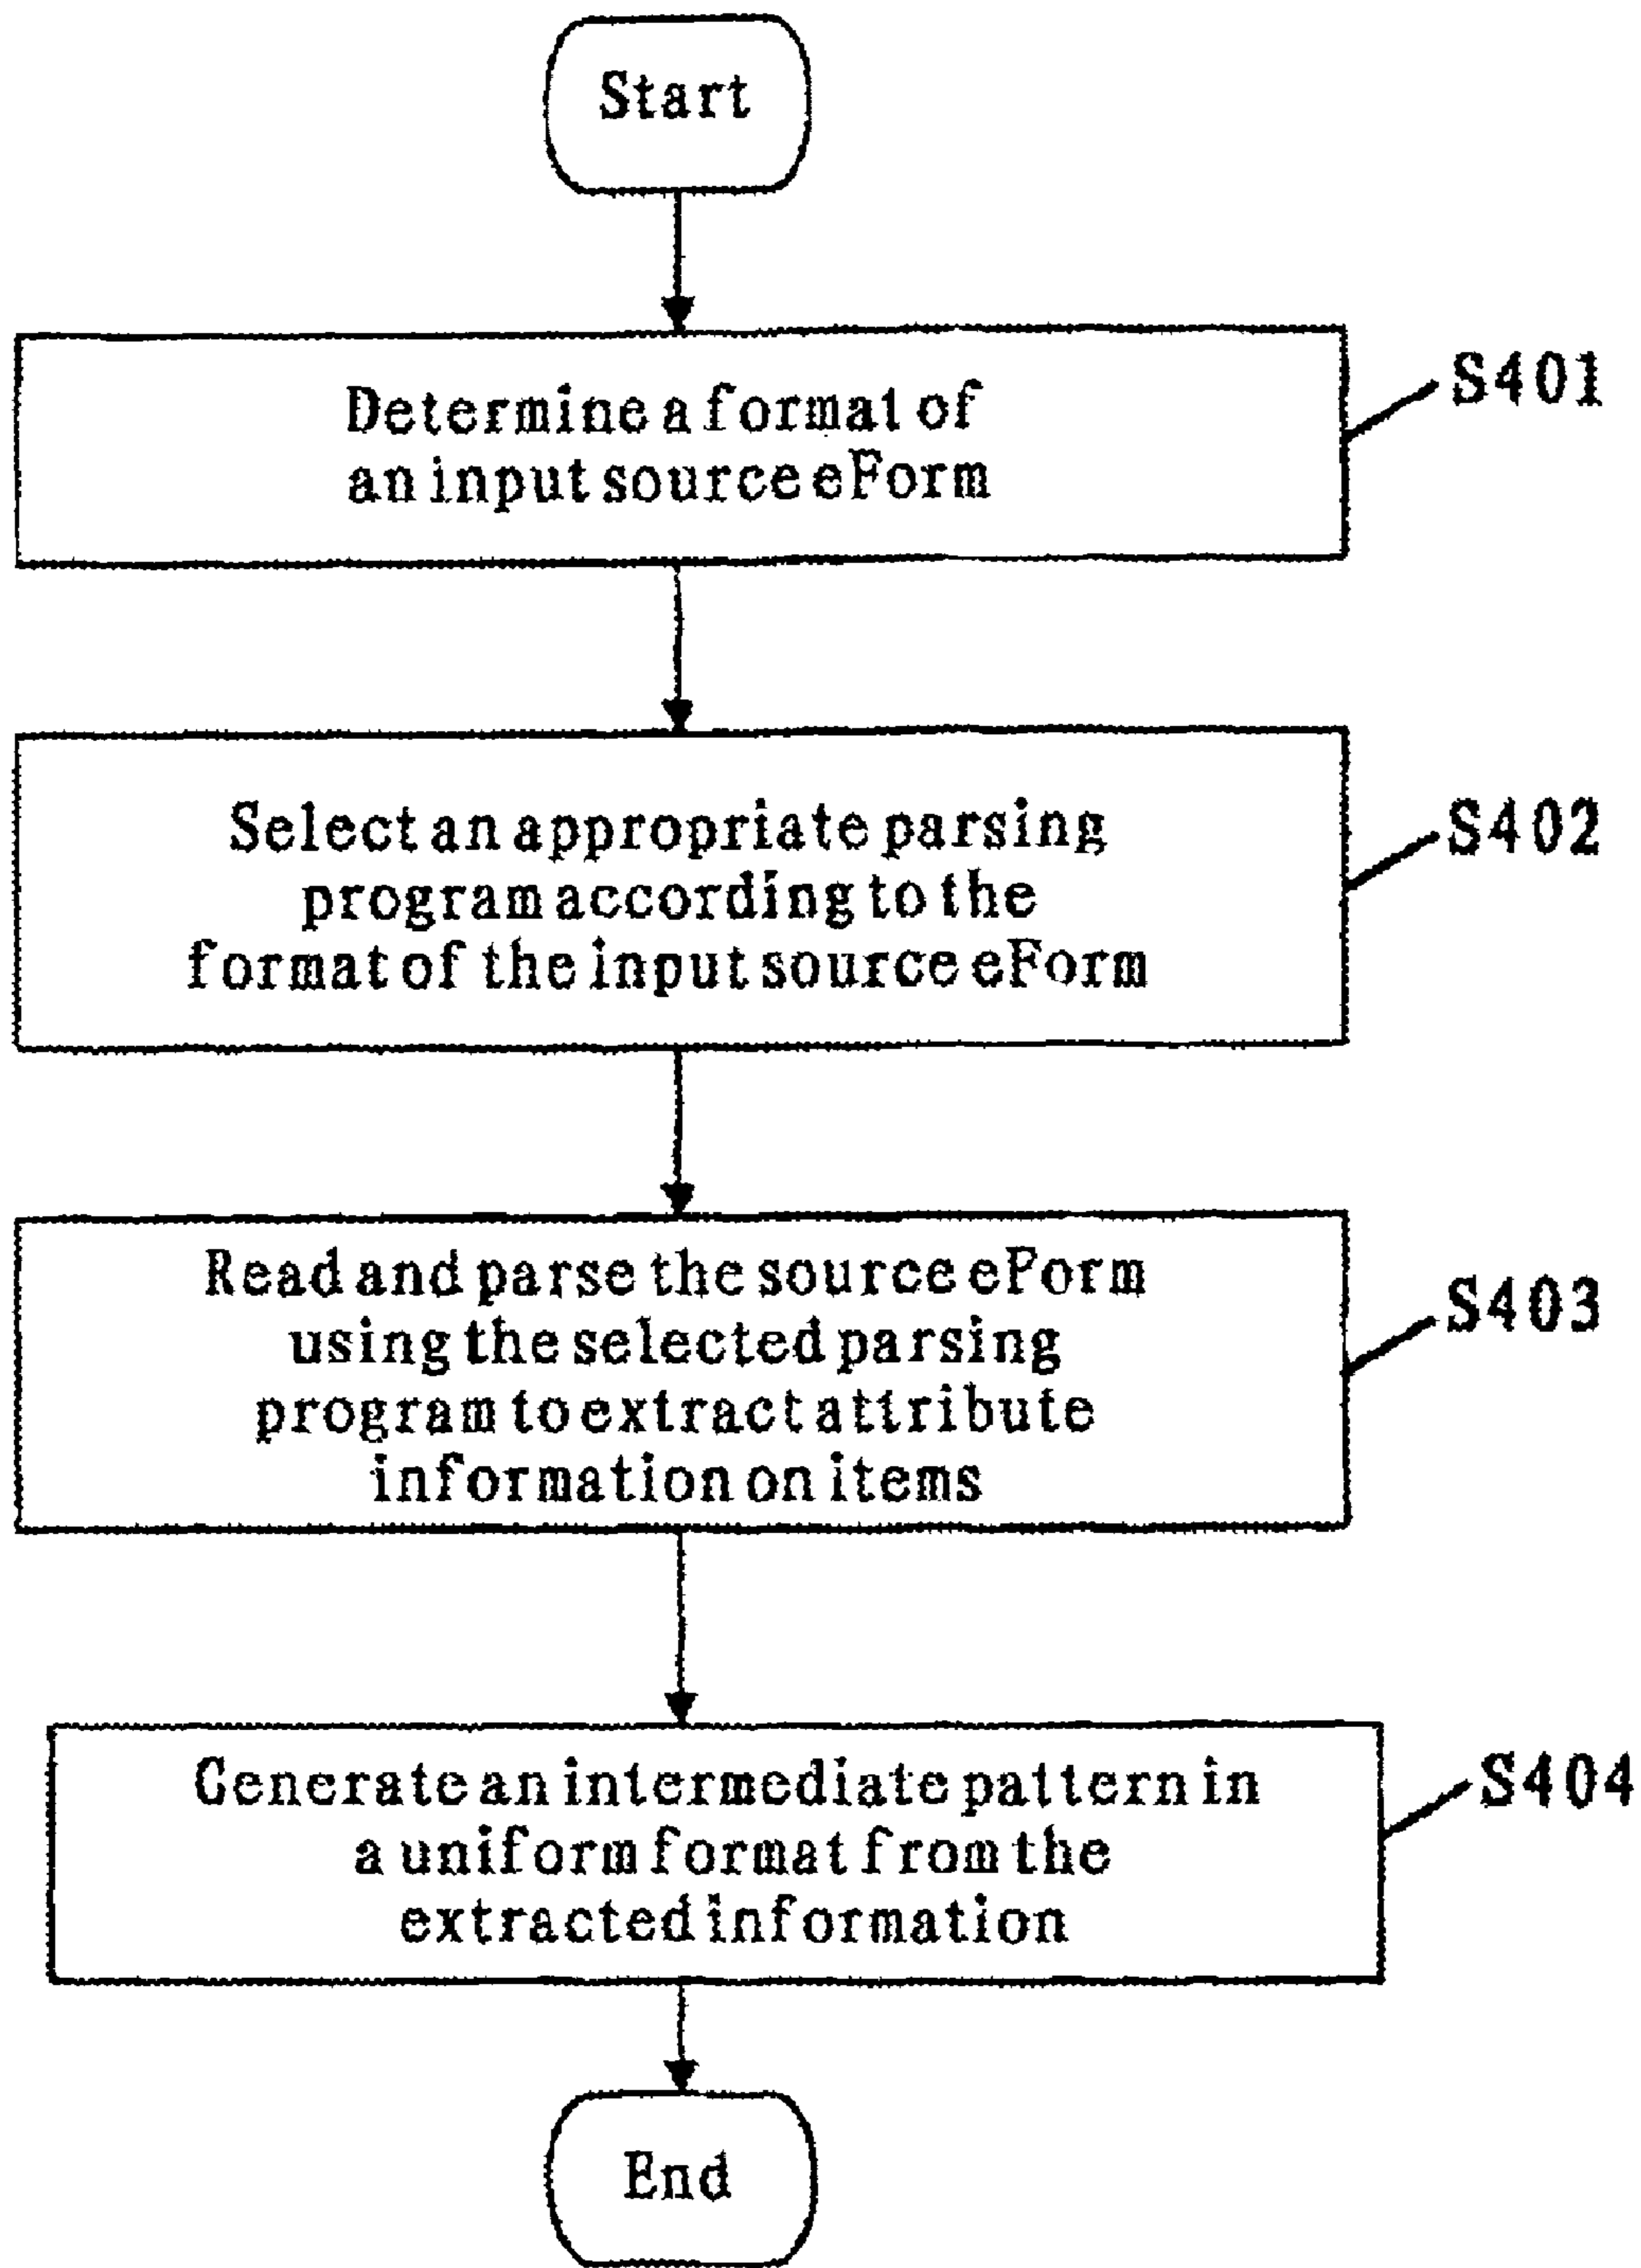 Start
Determine a format of
an input source eForm
S401
Select an appropriate parsing
program according to the
format of the input source eForm
S402
Read and parse the source eForm
using the selected parsing
program to extract attribute
information on items
S403
Generate an intermediate pattern in
a uniform format from the
extracted information
S404
End